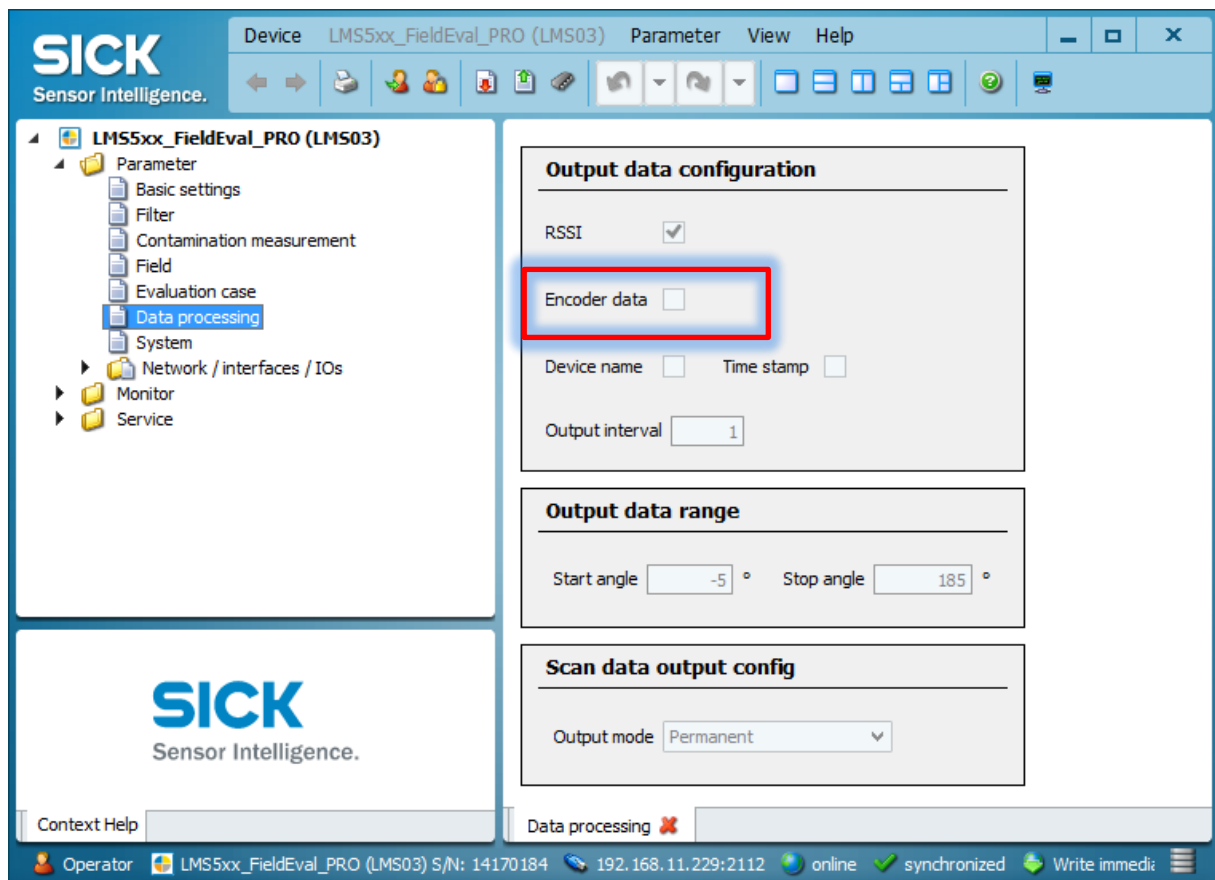 SICK
Sensor Intelligence.
Device LMS5xx_FieldEval_PRO (LMS03) Parameter View Help
LMS5xx_FieldEval_PRO (LMS03)
Parameter
Basic settings
Filter
Contamination measurement
Field
Evaluation case
Data processing
System
Network / interfaces / IOs
Monitor
Service
SICK
Sensor Intelligence.
Context Help
Output data configuration
RSSI
Encoder data
Device name Time stamp
Output interval 1
Output data range
Start angle -5 ° Stop angle 185 °
Scan data output config
Output mode Permanent
Data processing
Operator LMS5xx_FieldEval_PRO (LMS03) S/N: 14170184 192.168.11.229:2112 online synchronized Write immedia